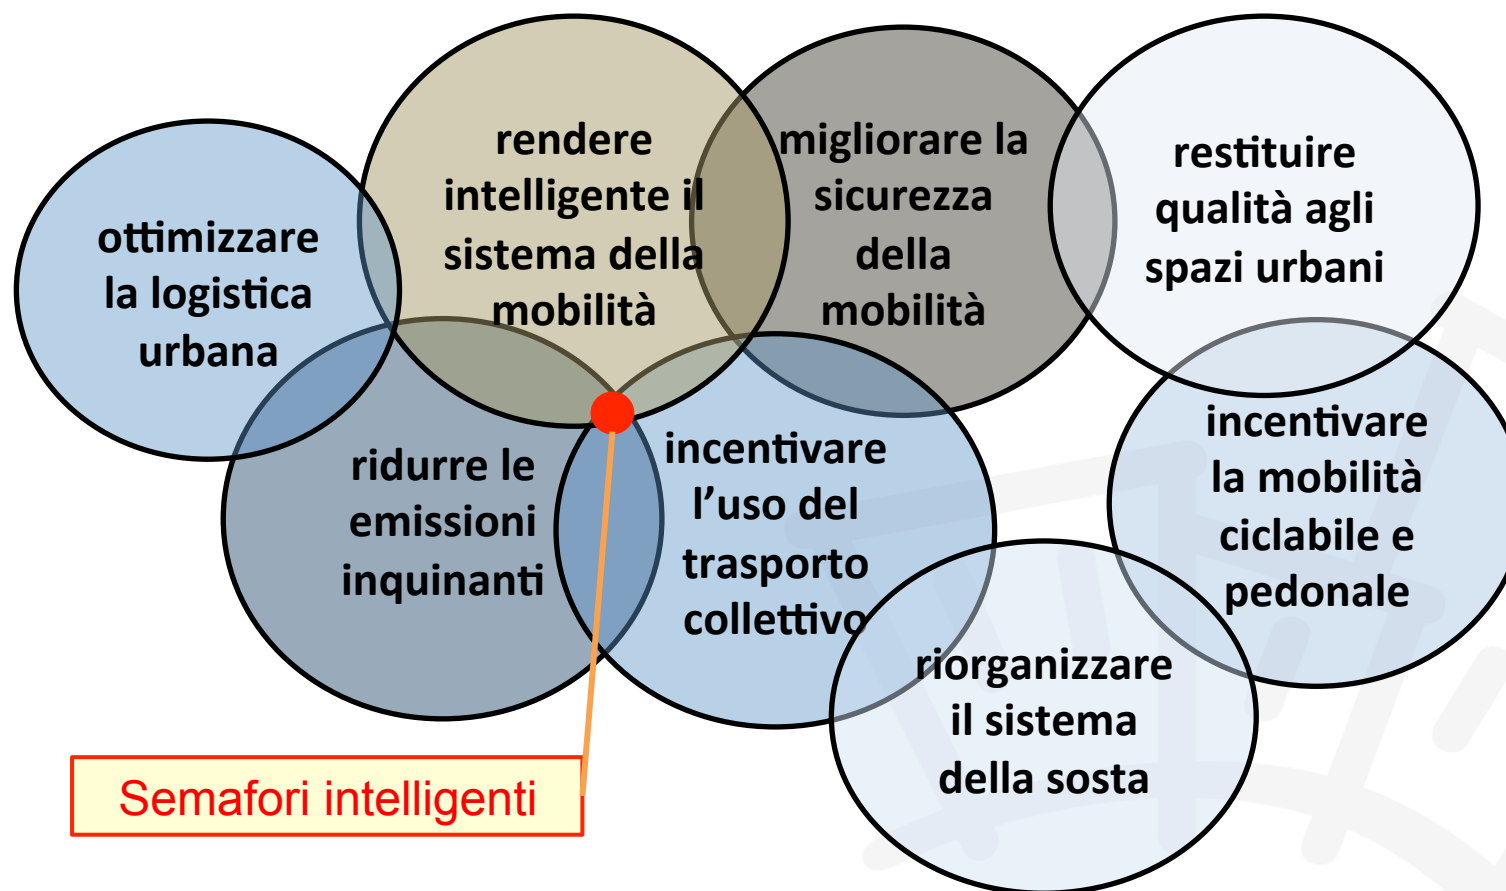 rendere
intelligente il
sistema della
mobilità
migliorare la
sicurezza
della
mobilità
restituire
qualità agli
spazi urbani
ottimizzare
la logistica
urbana
ridurre le
emissioni
inquinanti
incentivare
l’uso del
trasporto
collettivo
incentivare
la mobilità
ciclabile e
pedonale
riorganizzare
il sistema
della sosta
Semafori intelligenti